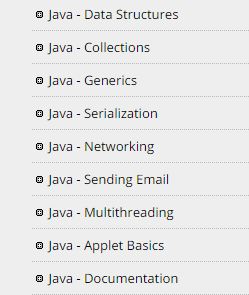 Java - Data Structures
Java - Collections
Java - Generics
Java - Serialization
Java - Networking
Java - Sending Email
Java - Multithreading
Java - Applet Basics
Java - Documentation